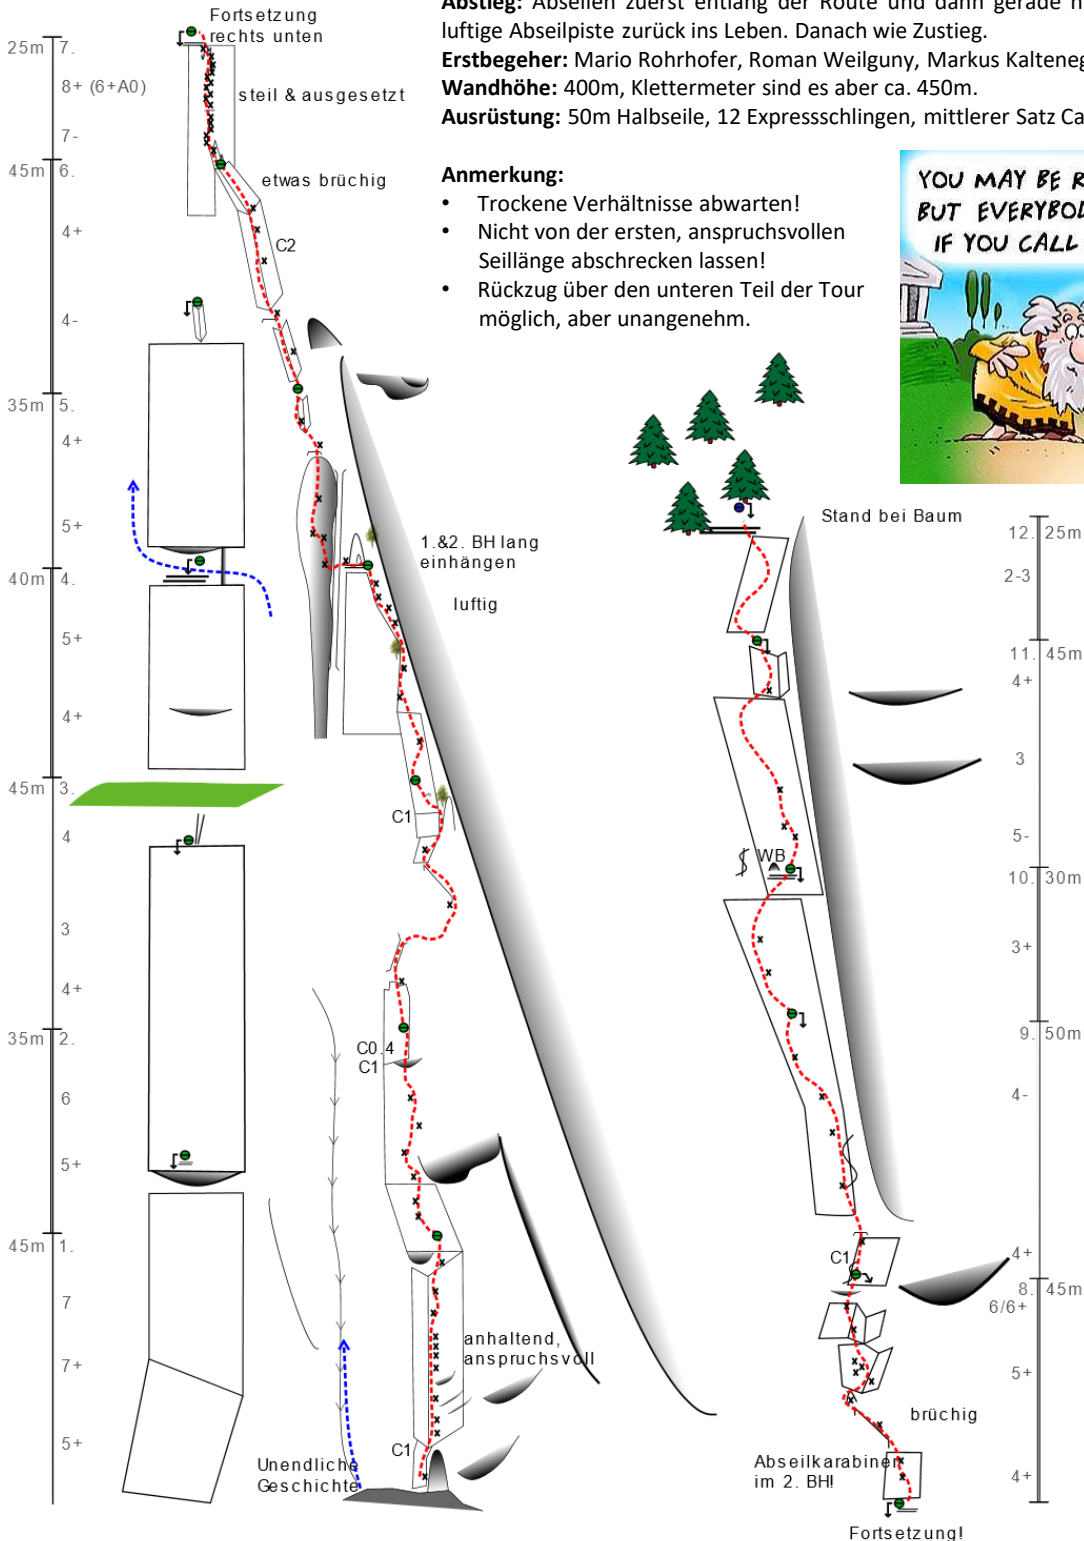 Abstieg: Abseilen zuerst entlang der Route und dann gerade
luftige Abseilpiste zurück ins Leben. Danach wie Zustieg.
Erstbegeher: Mario Rohrhofer, Roman Weilguny, Markus Kalteneg
Wandhöhe: 400m, Klettermeter sind es aber ca. 450m.
Ausrüstung: 50m Halbseile, 12 Expressschlingen, mittlerer Satz Ca
Anmerkung:
• Trockene Verhältnisse abwarten!
• Nicht von der ersten, anspruchsvollen
Seillänge abschrecken lassen!
• Rückzug über den unteren Teil der Tour
möglich, aber unangenehm.
YOU MAY BE
BUT EVERYBOD
IF YOU CALL
Fortsetzung
rechts unten
25m 7.
8+ (6+A0)
steil & ausgesetzt
7-
45m 6.
etwas brüchig
4+
C2
4-
35m 5.
4+
5+
1.&2. BH lang
einhängen
40m 4.
luftig
5+
4+
45m 3.
C1
4
3
4+
35m 2.
C0.4
C1
6
5+
45m 1.
7
anhaltend,
anspruchsvoll
7+
5+
C1
Unendliche
Geschichte
Stand bei Baum
12. 25m
2-3
11. 45m
4+
3
5-
WB
10. 30m
3+
9. 50m
4-
4+
C1
8. 45m
6/6+
5+
brüchig
Abseilkarabiner
im 2. BH!
4+
Fortsetzung!